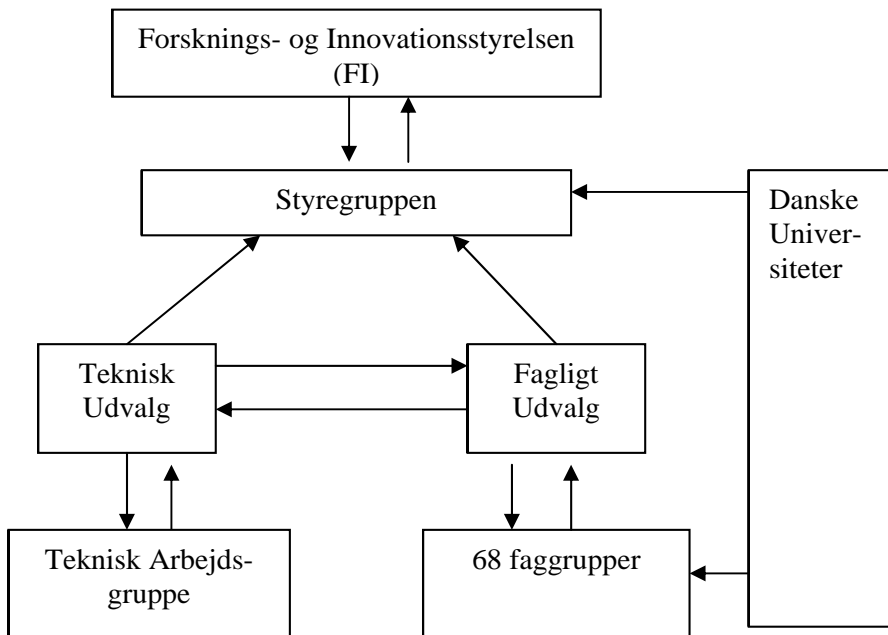 Forsknings- og Innovationsstyrelsen
(FI)
Styregruppen
Danske
Univer-
siteter
Teknisk
Udvalg
Fagligt
Udvalg
Teknisk Arbejds-
gruppe
68 faggrupper